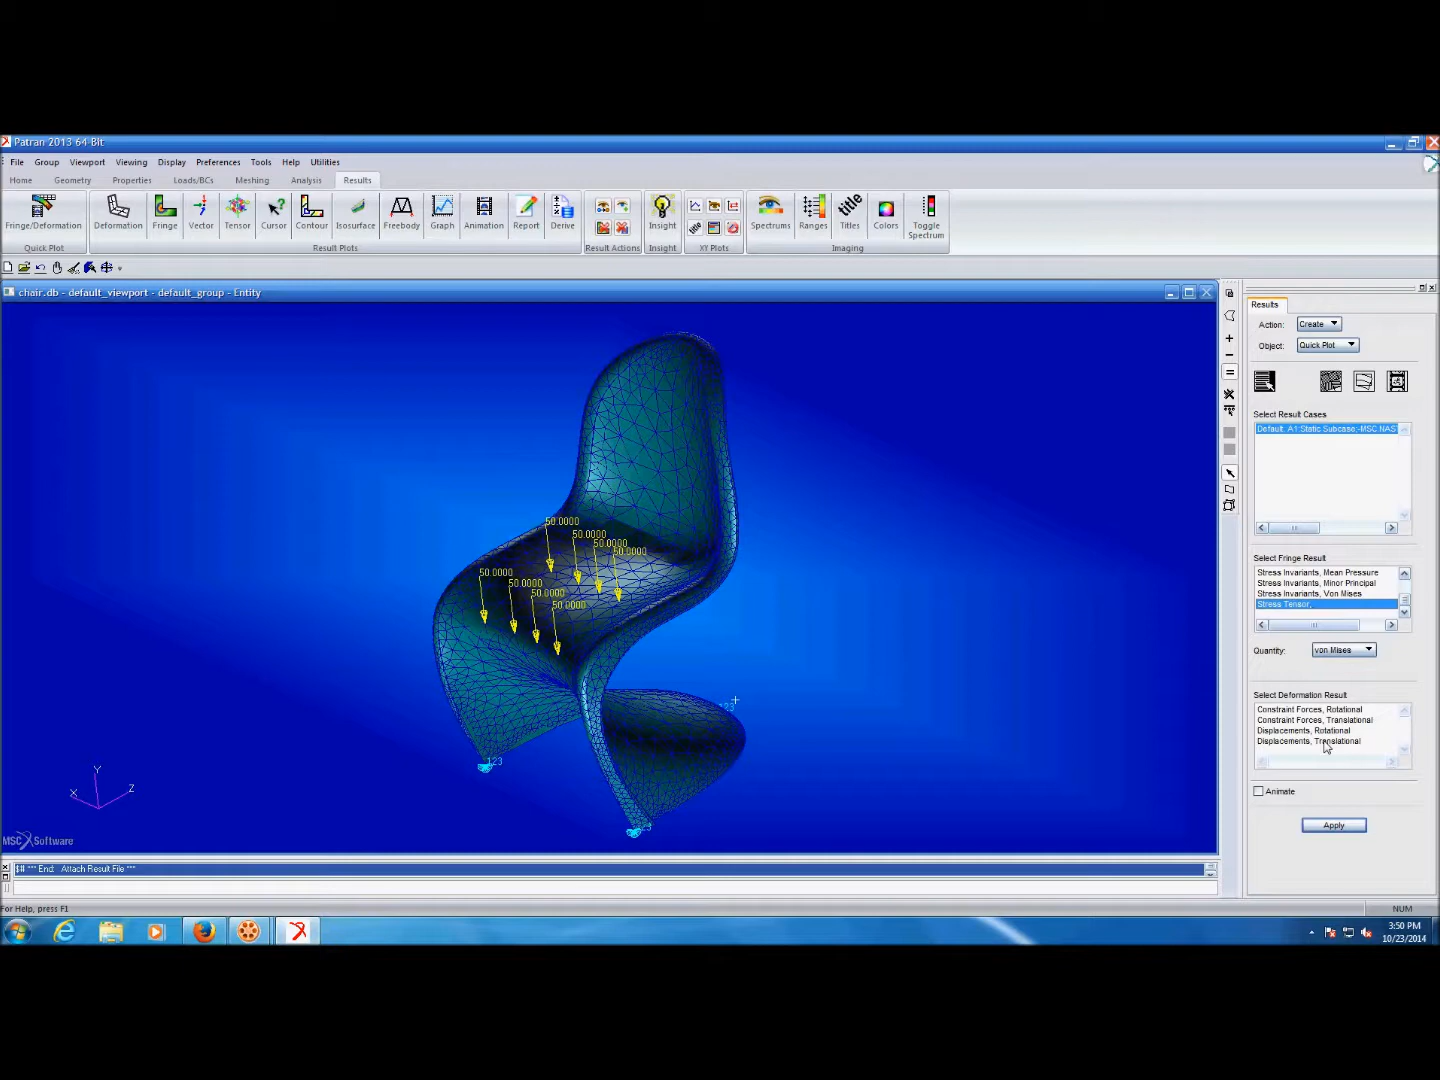 Patran 2013 64-Bit
File Group Viewport Viewing Display Preferences Tools Help Utilities
Home Geometry Properties Loads/BCs Meshing Analysis Results
Fringe/Deformation Deformation Fringe Vector Tensor Cursor Contour Isosurface Freebody Graph Animation Report Derive Insight Spectrums Ranges Titles Colors Toggle Spectrum
Quick Plot Result Plots Result Actions Insight XY Plots Imaging
chair.db - default_viewport - default_group - Entity
Results
Action: Create
Object: Quick Plot
Select Result Cases
Default, A1:Static Subcase;-MSC.NAS
Select Fringe Result
Stress Invariants, Mean Pressure
Stress Invariants, Minor Principal
Stress Invariants, Von Mises
Stress Tensor,
Quantity: von Mises
Select Deformation Result
Constraint Forces, Rotational
Constraint Forces, Translational
Displacements, Rotational
Displacements, Translational
Animate
Apply
50.0000
50.0000
50.0000
50.0000
50.0000
50.0000
50.0000
50.0000
123
123
Y
X
Z
MSC Software
$# *** End: Attach Result File ***
For Help, press F1
NUM
3:50 PM
10/23/2014